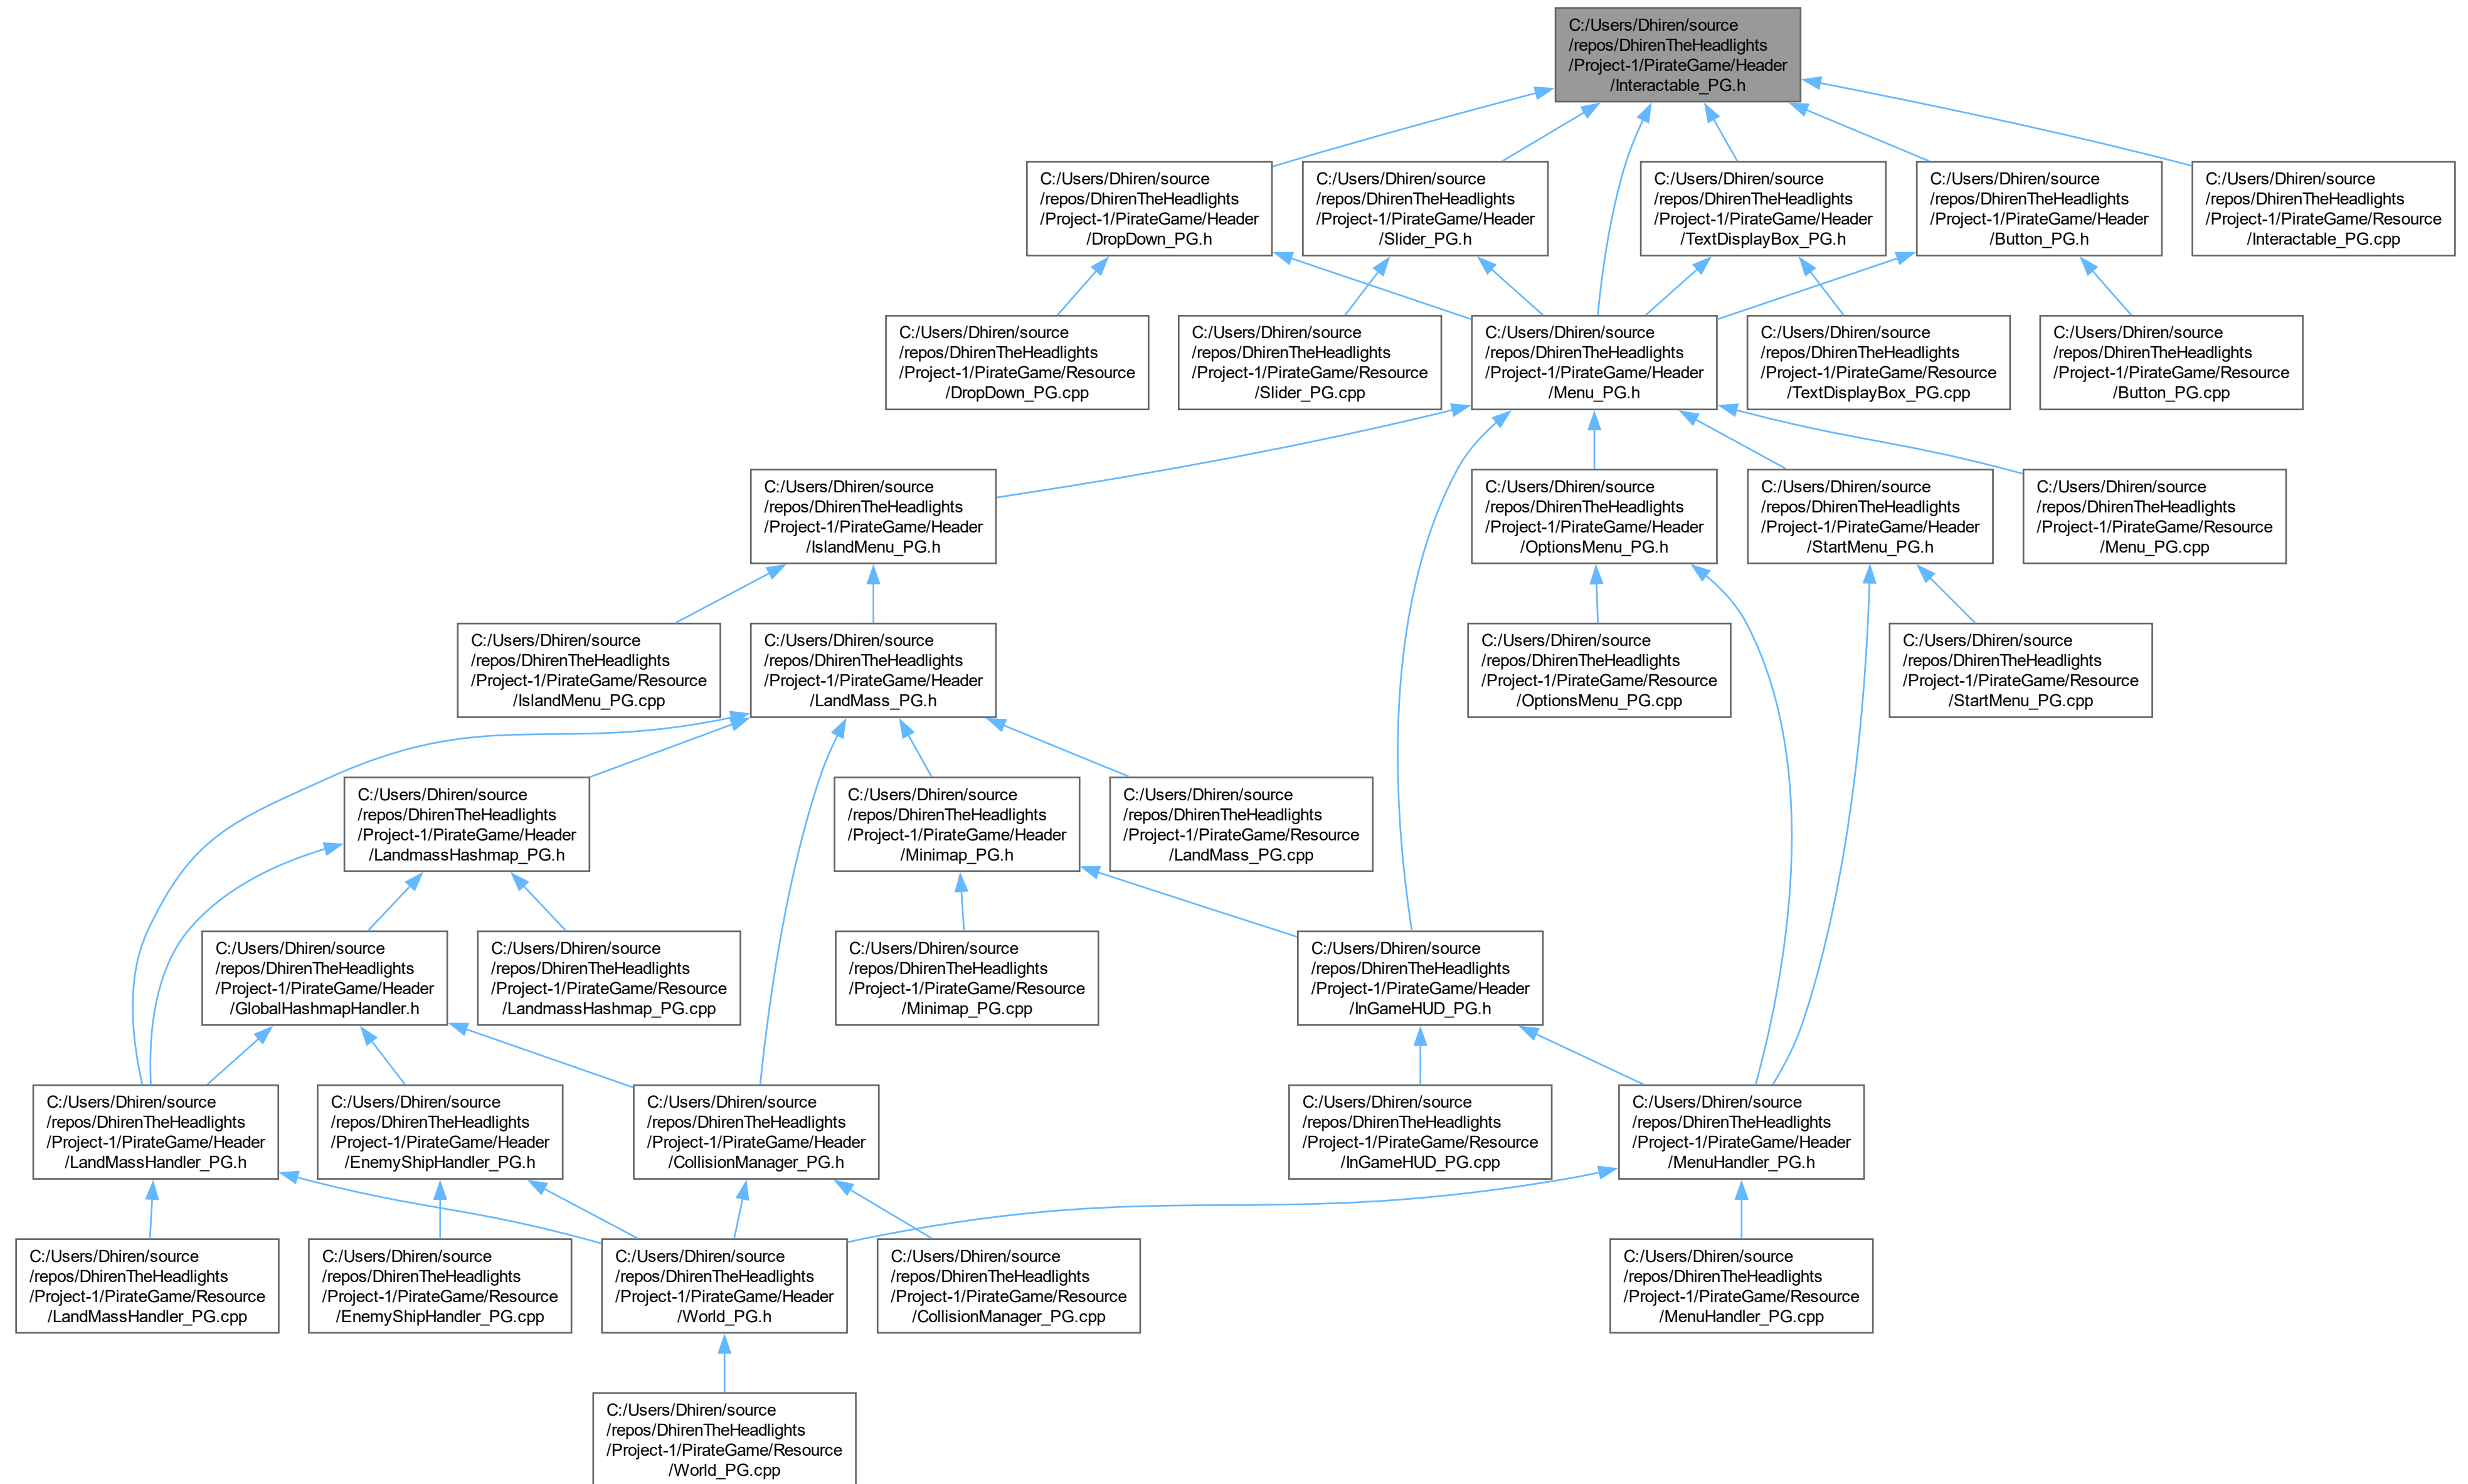 C:/Users/Dhiren/source
/repos/DhirenTheHeadlights
/Project-1/PirateGame/Header
/Interactable_PG.h
C:/Users/Dhiren/source
/repos/DhirenTheHeadlights
/Project-1/PirateGame/Header
/DropDown_PG.h
C:/Users/Dhiren/source
/repos/DhirenTheHeadlights
/Project-1/PirateGame/Header
/Slider_PG.h
C:/Users/Dhiren/source
/repos/DhirenTheHeadlights
/Project-1/PirateGame/Header
/TextDisplayBox_PG.h
C:/Users/Dhiren/source
/repos/DhirenTheHeadlights
/Project-1/PirateGame/Header
/Button_PG.h
C:/Users/Dhiren/source
/repos/DhirenTheHeadlights
/Project-1/PirateGame/Resource
/Interactable_PG.cpp
C:/Users/Dhiren/source
/repos/DhirenTheHeadlights
/Project-1/PirateGame/Resource
/DropDown_PG.cpp
C:/Users/Dhiren/source
/repos/DhirenTheHeadlights
/Project-1/PirateGame/Resource
/Slider_PG.cpp
C:/Users/Dhiren/source
/repos/DhirenTheHeadlights
/Project-1/PirateGame/Header
/Menu_PG.h
C:/Users/Dhiren/source
/repos/DhirenTheHeadlights
/Project-1/PirateGame/Resource
/TextDisplayBox_PG.cpp
C:/Users/Dhiren/source
/repos/DhirenTheHeadlights
/Project-1/PirateGame/Resource
/Button_PG.cpp
C:/Users/Dhiren/source
/repos/DhirenTheHeadlights
/Project-1/PirateGame/Header
/IslandMenu_PG.h
C:/Users/Dhiren/source
/repos/DhirenTheHeadlights
/Project-1/PirateGame/Header
/OptionsMenu_PG.h
C:/Users/Dhiren/source
/repos/DhirenTheHeadlights
/Project-1/PirateGame/Header
/StartMenu_PG.h
C:/Users/Dhiren/source
/repos/DhirenTheHeadlights
/Project-1/PirateGame/Resource
/Menu_PG.cpp
C:/Users/Dhiren/source
/repos/DhirenTheHeadlights
/Project-1/PirateGame/Resource
/IslandMenu_PG.cpp
C:/Users/Dhiren/source
/repos/DhirenTheHeadlights
/Project-1/PirateGame/Header
/LandMass_PG.h
C:/Users/Dhiren/source
/repos/DhirenTheHeadlights
/Project-1/PirateGame/Resource
/OptionsMenu_PG.cpp
C:/Users/Dhiren/source
/repos/DhirenTheHeadlights
/Project-1/PirateGame/Resource
/StartMenu_PG.cpp
C:/Users/Dhiren/source
/repos/DhirenTheHeadlights
/Project-1/PirateGame/Header
/LandmassHashmap_PG.h
C:/Users/Dhiren/source
/repos/DhirenTheHeadlights
/Project-1/PirateGame/Header
/Minimap_PG.h
C:/Users/Dhiren/source
/repos/DhirenTheHeadlights
/Project-1/PirateGame/Resource
/LandMass_PG.cpp
C:/Users/Dhiren/source
/repos/DhirenTheHeadlights
/Project-1/PirateGame/Header
/GlobalHashmapHandler.h
C:/Users/Dhiren/source
/repos/DhirenTheHeadlights
/Project-1/PirateGame/Resource
/LandmassHashmap_PG.cpp
C:/Users/Dhiren/source
/repos/DhirenTheHeadlights
/Project-1/PirateGame/Resource
/Minimap_PG.cpp
C:/Users/Dhiren/source
/repos/DhirenTheHeadlights
/Project-1/PirateGame/Header
/InGameHUD_PG.h
C:/Users/Dhiren/source
/repos/DhirenTheHeadlights
/Project-1/PirateGame/Header
/LandMassHandler_PG.h
C:/Users/Dhiren/source
/repos/DhirenTheHeadlights
/Project-1/PirateGame/Header
/EnemyShipHandler_PG.h
C:/Users/Dhiren/source
/repos/DhirenTheHeadlights
/Project-1/PirateGame/Header
/CollisionManager_PG.h
C:/Users/Dhiren/source
/repos/DhirenTheHeadlights
/Project-1/PirateGame/Resource
/InGameHUD_PG.cpp
C:/Users/Dhiren/source
/repos/DhirenTheHeadlights
/Project-1/PirateGame/Header
/MenuHandler_PG.h
C:/Users/Dhiren/source
/repos/DhirenTheHeadlights
/Project-1/PirateGame/Resource
/LandMassHandler_PG.cpp
C:/Users/Dhiren/source
/repos/DhirenTheHeadlights
/Project-1/PirateGame/Resource
/EnemyShipHandler_PG.cpp
C:/Users/Dhiren/source
/repos/DhirenTheHeadlights
/Project-1/PirateGame/Header
/World_PG.h
C:/Users/Dhiren/source
/repos/DhirenTheHeadlights
/Project-1/PirateGame/Resource
/CollisionManager_PG.cpp
C:/Users/Dhiren/source
/repos/DhirenTheHeadlights
/Project-1/PirateGame/Resource
/MenuHandler_PG.cpp
C:/Users/Dhiren/source
/repos/DhirenTheHeadlights
/Project-1/PirateGame/Resource
/World_PG.cpp